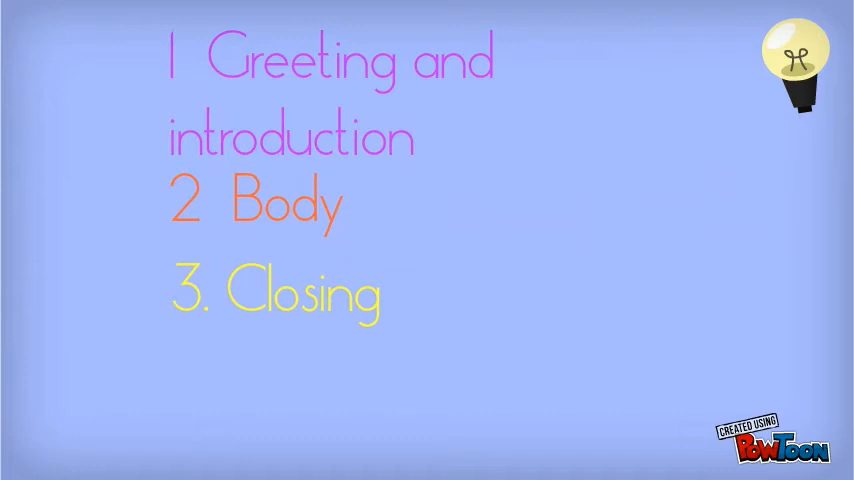 1 Greeting and
introduction
2 Body
3. Closing
CREATED USING
POWTOON